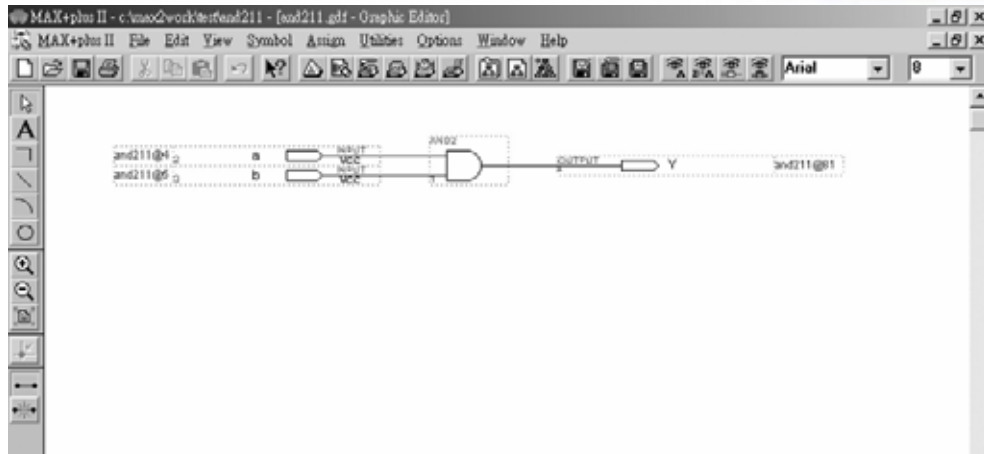 MAX+plus II - c:\max2work\test\and211 - [and211.gdf - Graphic Editor]
MAX+plus II File Edit View Symbol Assign Utilities Options Window Help
Arial 8
AND2
and211@4 a INPUT VCC
and211@6 b INPUT VCC
OUTPUT Y and211@81